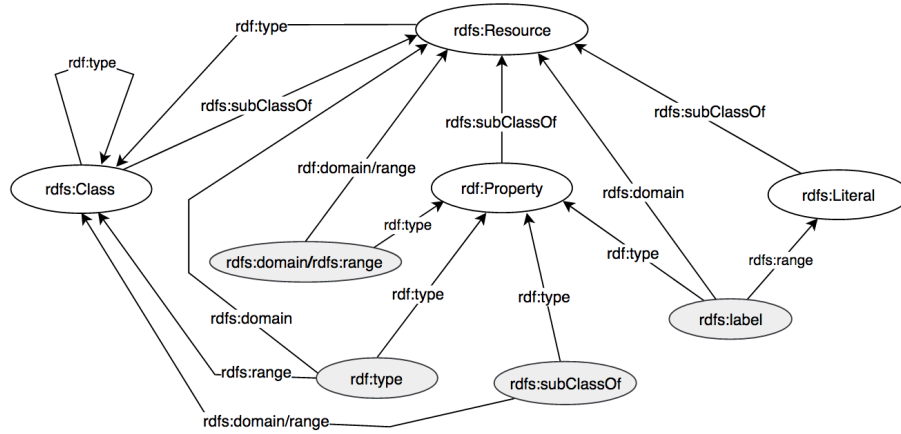 rdf:type
rdfs:Resource
rdf:type
rdfs:subClassOf
rdfs:subClassOf
rdfs:subClassOf
rdf:domain/range
rdfs:Class
rdf:Property
rdfs:domain
rdfs:Literal
rdf:type
rdfs:domain/rdfs:range
rdf:type
rdfs:range
rdf:type
rdf:type
rdfs:domain
rdfs:label
rdfs:range
rdf:type
rdfs:subClassOf
rdfs:domain/range